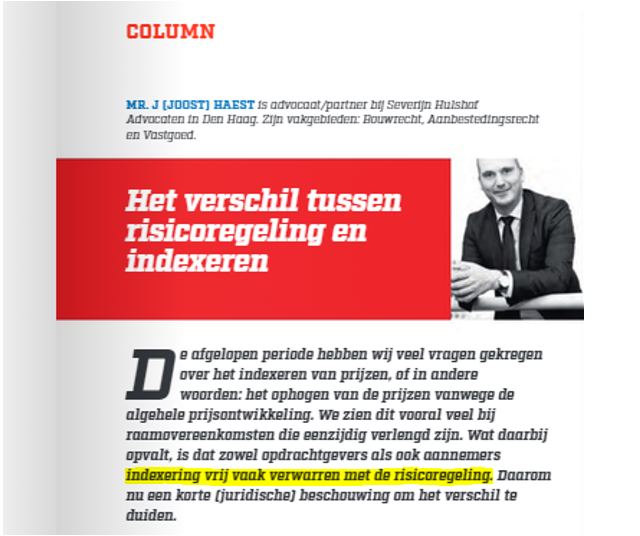 COLUMN
MR. J (JOOST) HAEST is advocaat/partner bij Severijn Hulshof
Advocaten in Den Haag. Zijn vakgebieden: Bouwrecht, Aanbestedingsrecht
en Vastgoed.
Het verschil tussen
risicoregeling en
indexeren
De afgelopen periode hebben wij veel vragen gekregen
over het indexeren van prijzen, of in andere
woorden: het ophogen van de prijzen vanwege de
algehele prijsontwikkeling. We zien dit vooral veel bij
raamovereenkomsten die eenzijdig verlengd zijn. Wat daarbij
opvalt, is dat zowel opdrachtgevers als ook aannemers
indexering vrij vaak verwarren met de risicoregeling. Daarom
nu een korte (juridische) beschouwing om het verschil te
duiden.